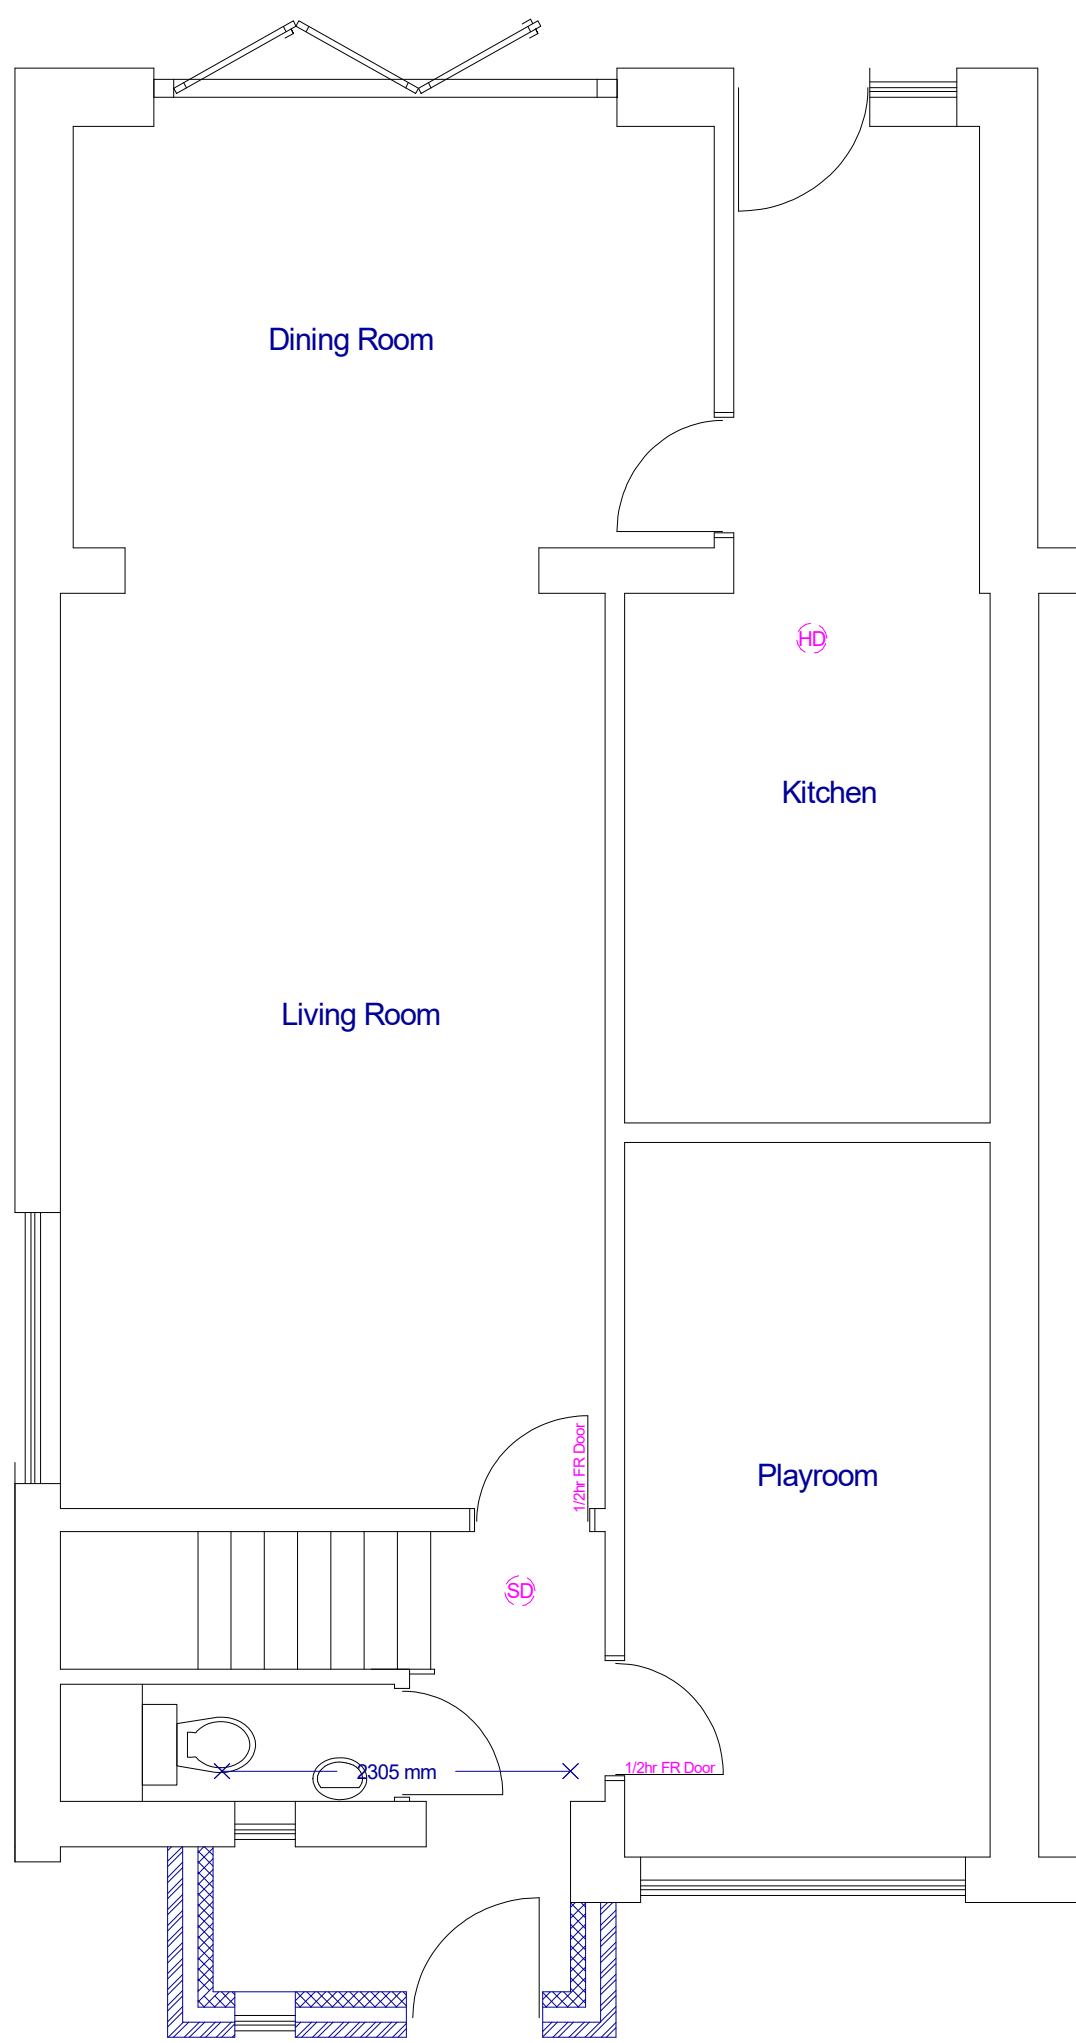 Dining Room
HD
Kitchen
Living Room
1/2hr FR Door
Playroom
SD
1/2hr FR Door
2305 mm